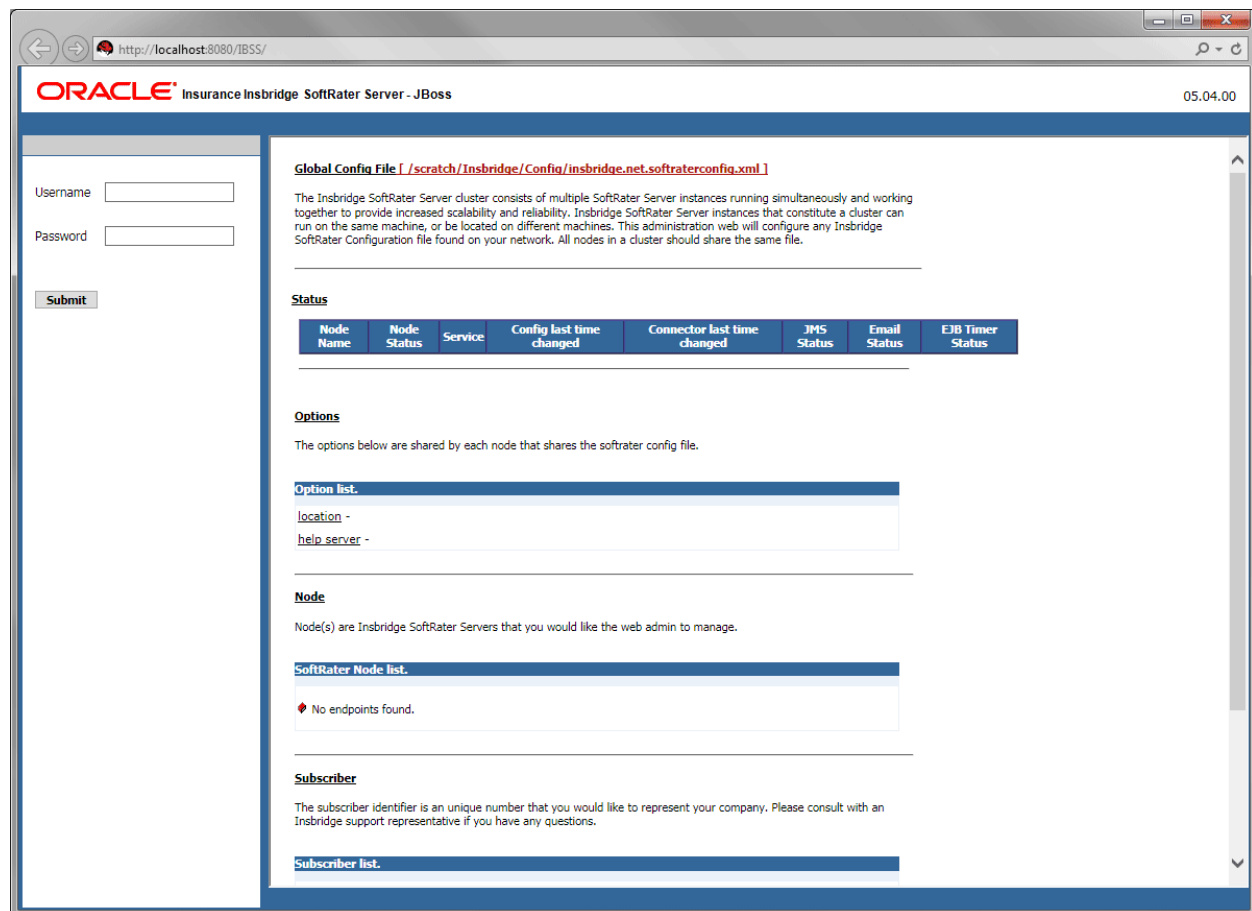 http://localhost:8080/IBSS/
ORACLE Insurance Insbridge SoftRater Server - JBoss
05.04.00
Username
Password
Submit
Global Config File [ /scratch/Insbridge/Config/insbridge.net.softraterconfig.xml ]
The Insbridge SoftRater Server cluster consists of multiple SoftRater Server instances running simultaneously and working
together to provide increased scalability and reliability. Insbridge SoftRater Server instances that constitute a cluster can
run on the same machine, or be located on different machines. This administration web will configure any Insbridge
SoftRater Configuration file found on your network. All nodes in a cluster should share the same file.
Status
Node Name
Node Status
Service
Config last time changed
Connector last time changed
JMS Status
Email Status
EJB Timer Status
Options
The options below are shared by each node that shares the softrater config file.
Option list.
location -
help server -
Node
Node(s) are Insbridge SoftRater Servers that you would like the web admin to manage.
SoftRater Node list.
No endpoints found.
Subscriber
The subscriber identifier is an unique number that you would like to represent your company. Please consult with an
Insbridge support representative if you have any questions.
Subscriber list.